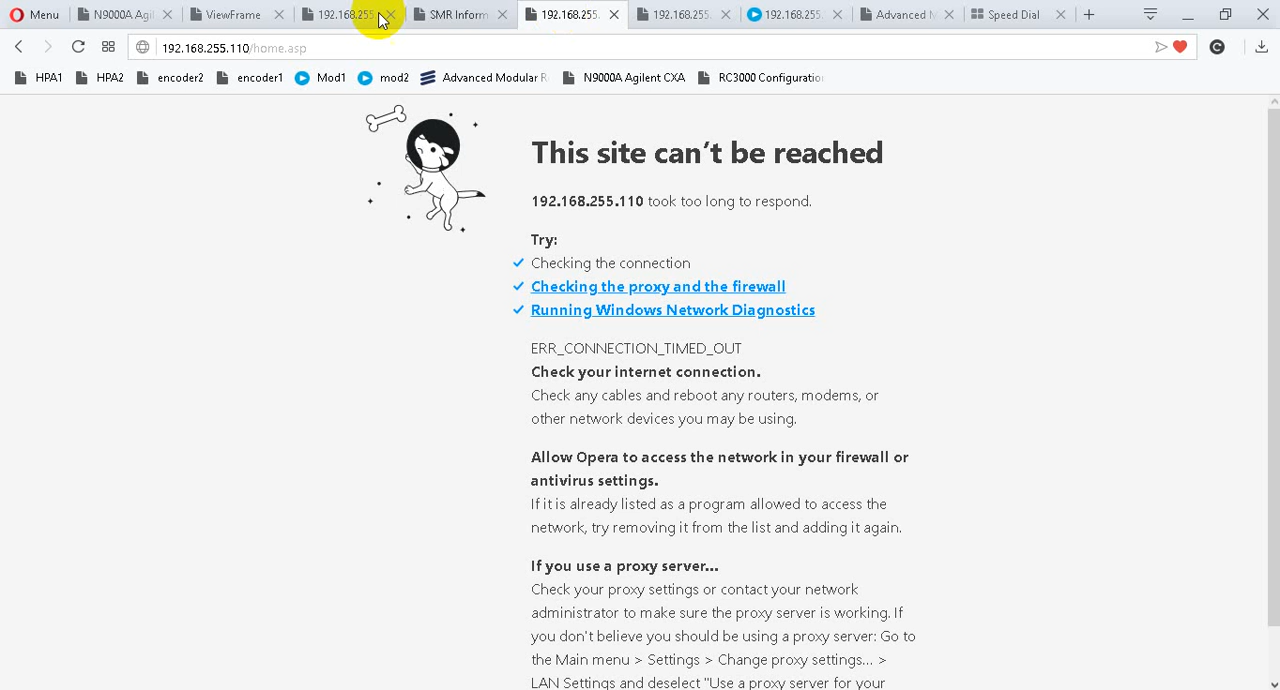 Menu N9000A Agil ViewFrame 192.168.255 SMR Inform 192.168.255. 192.168.255. 192.168.255. Advanced M Speed Dial
192.168.255.110/home.asp
HPA1 HPA2 encoder2 encoder1 Mod1 mod2 Advanced Modular R N9000A Agilent CXA RC3000 Configuratio
This site can't be reached
192.168.255.110 took too long to respond.
Try:
Checking the connection
Checking the proxy and the firewall
Running Windows Network Diagnostics
ERR_CONNECTION_TIMED_OUT
Check your internet connection.
Check any cables and reboot any routers, modems, or
other network devices you may be using.
Allow Opera to access the network in your firewall or
antivirus settings.
If it is already listed as a program allowed to access the
network, try removing it from the list and adding it again.
If you use a proxy server...
Check your proxy settings or contact your network
administrator to make sure the proxy server is working. If
you don't believe you should be using a proxy server: Go to
the Main menu > Settings > Change proxy settings... >
LAN Settings and deselect "Use a proxy server for your